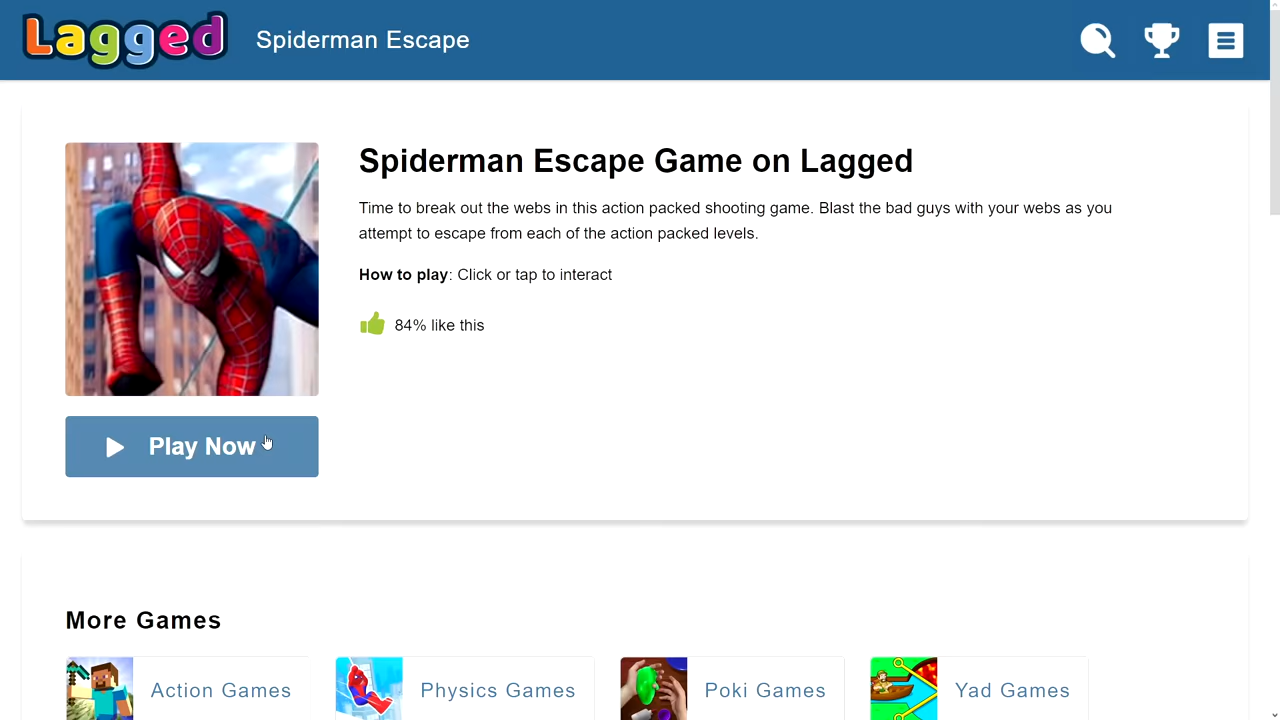 Lagged
Spiderman Escape
Spiderman Escape Game on Lagged
Time to break out the webs in this action packed shooting game. Blast the bad guys with your webs as you
attempt to escape from each of the action packed levels.
How to play: Click or tap to interact
84% like this
Play Now
More Games
Action Games
Physics Games
Poki Games
Yad Games